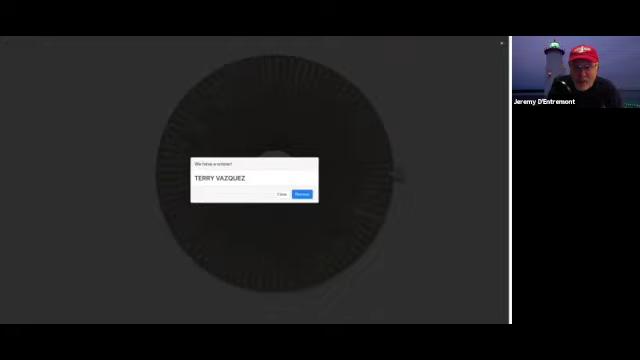 We have a winner!
TERRY VAZQUEZ
Close
Remove
Jeremy D'Entremont